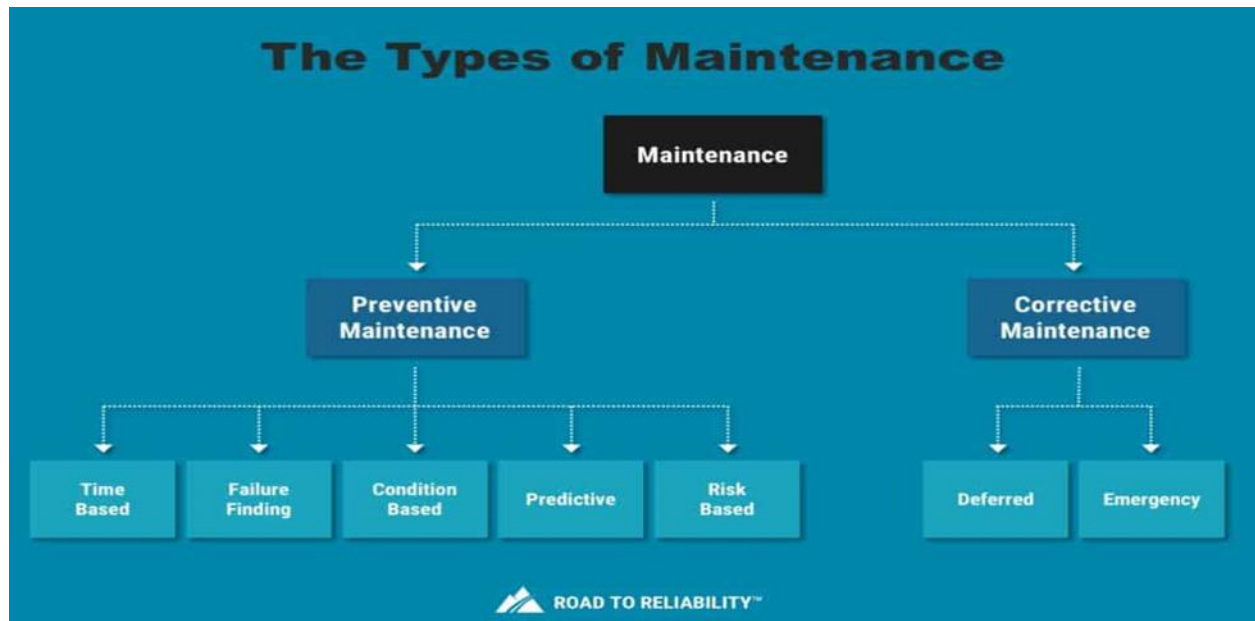 The Types of Maintenance
Maintenance
Preventive
Maintenance
Corrective
Maintenance
Time
Based
Failure
Finding
Condition
Based
Predictive
Risk
Based
Deferred
Emergency
ROAD TO RELIABILITY™